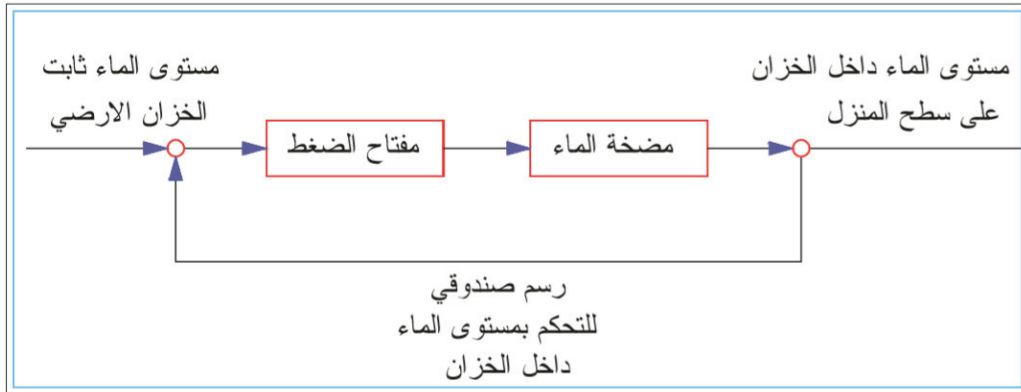 مستوى الماء ثابت
الخزان الارضي
مفتاح الضغط
مضخة الماء
مستوى الماء داخل الخزان
على سطح المنزل
رسم صندوقي
للتحكم بمستوى الماء
داخل الخزان